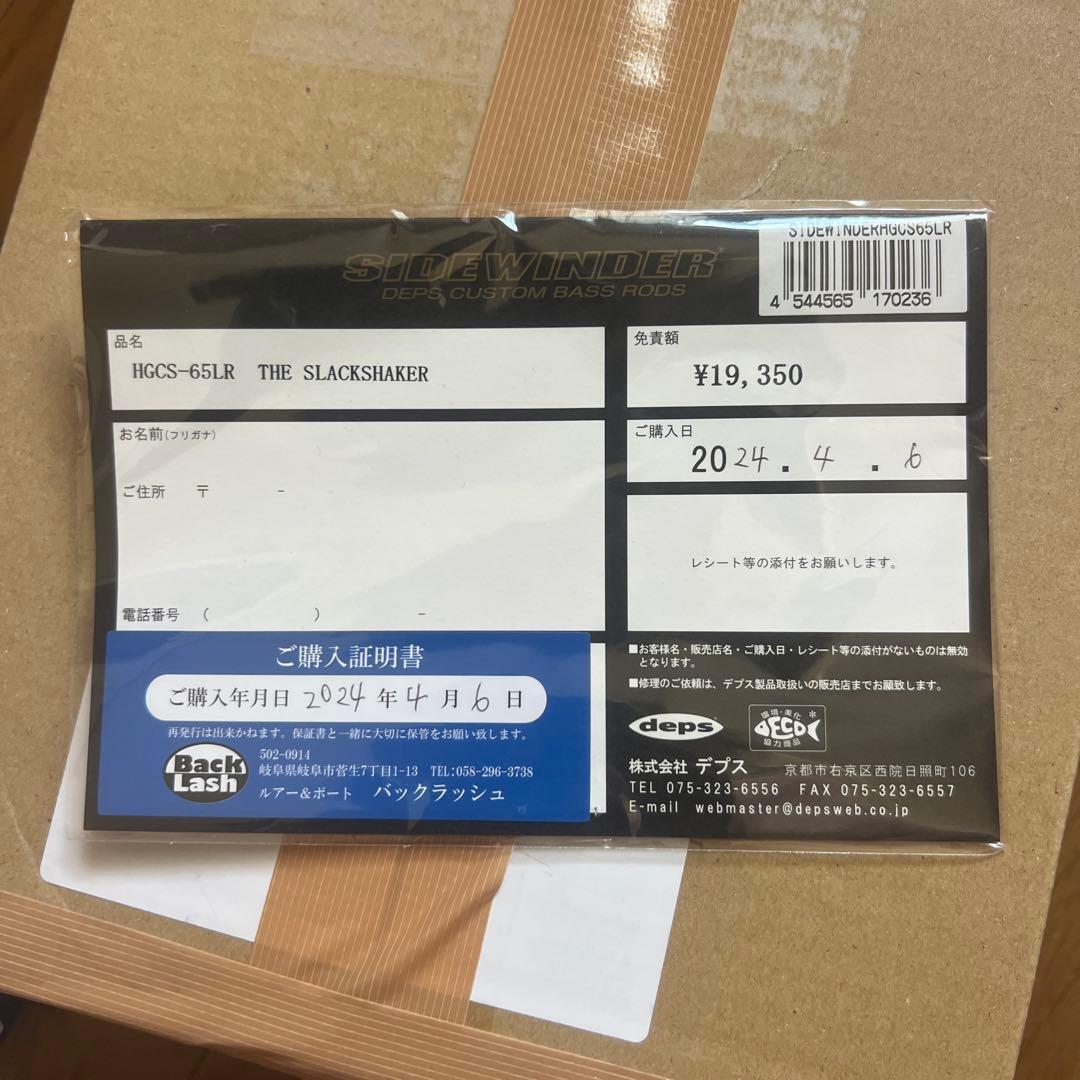 SIDEWINDERHGCS65LR
4 544565 170236
SIDEWINDER
DEPS CUSTOM BASS RODS
品名
HGCS-65LR THE SLACKSHAKER
免責額
¥19,350
お名前(フリガナ)
ご購入日
2024.4.6
ご住所 〒 -
レシート等の添付をお願いします。
電話番号 ( ) -
ご購入証明書
ご購入年月日 2024年4月6日
再発行は出来かねます。保証書と一緒に大切に保管をお願い致します。
Back Lash
502-0914
岐阜県岐阜市菅生7丁目1-13 TEL:058-296-3738
ルアー&ボート バックラッシュ
■お客様名・販売店名・ご購入日・レシート等の添付がないものは無効
となります。
■修理のご依頼は、デプス製品取扱いの販売店までお願致します。
deps
環境・美化
DECO
協力商品
株式会社 デプス 京都市右京区西院日照町106
TEL 075-323-6556 FAX 075-323-6557
E-mail webmaster@depsweb.co.jp